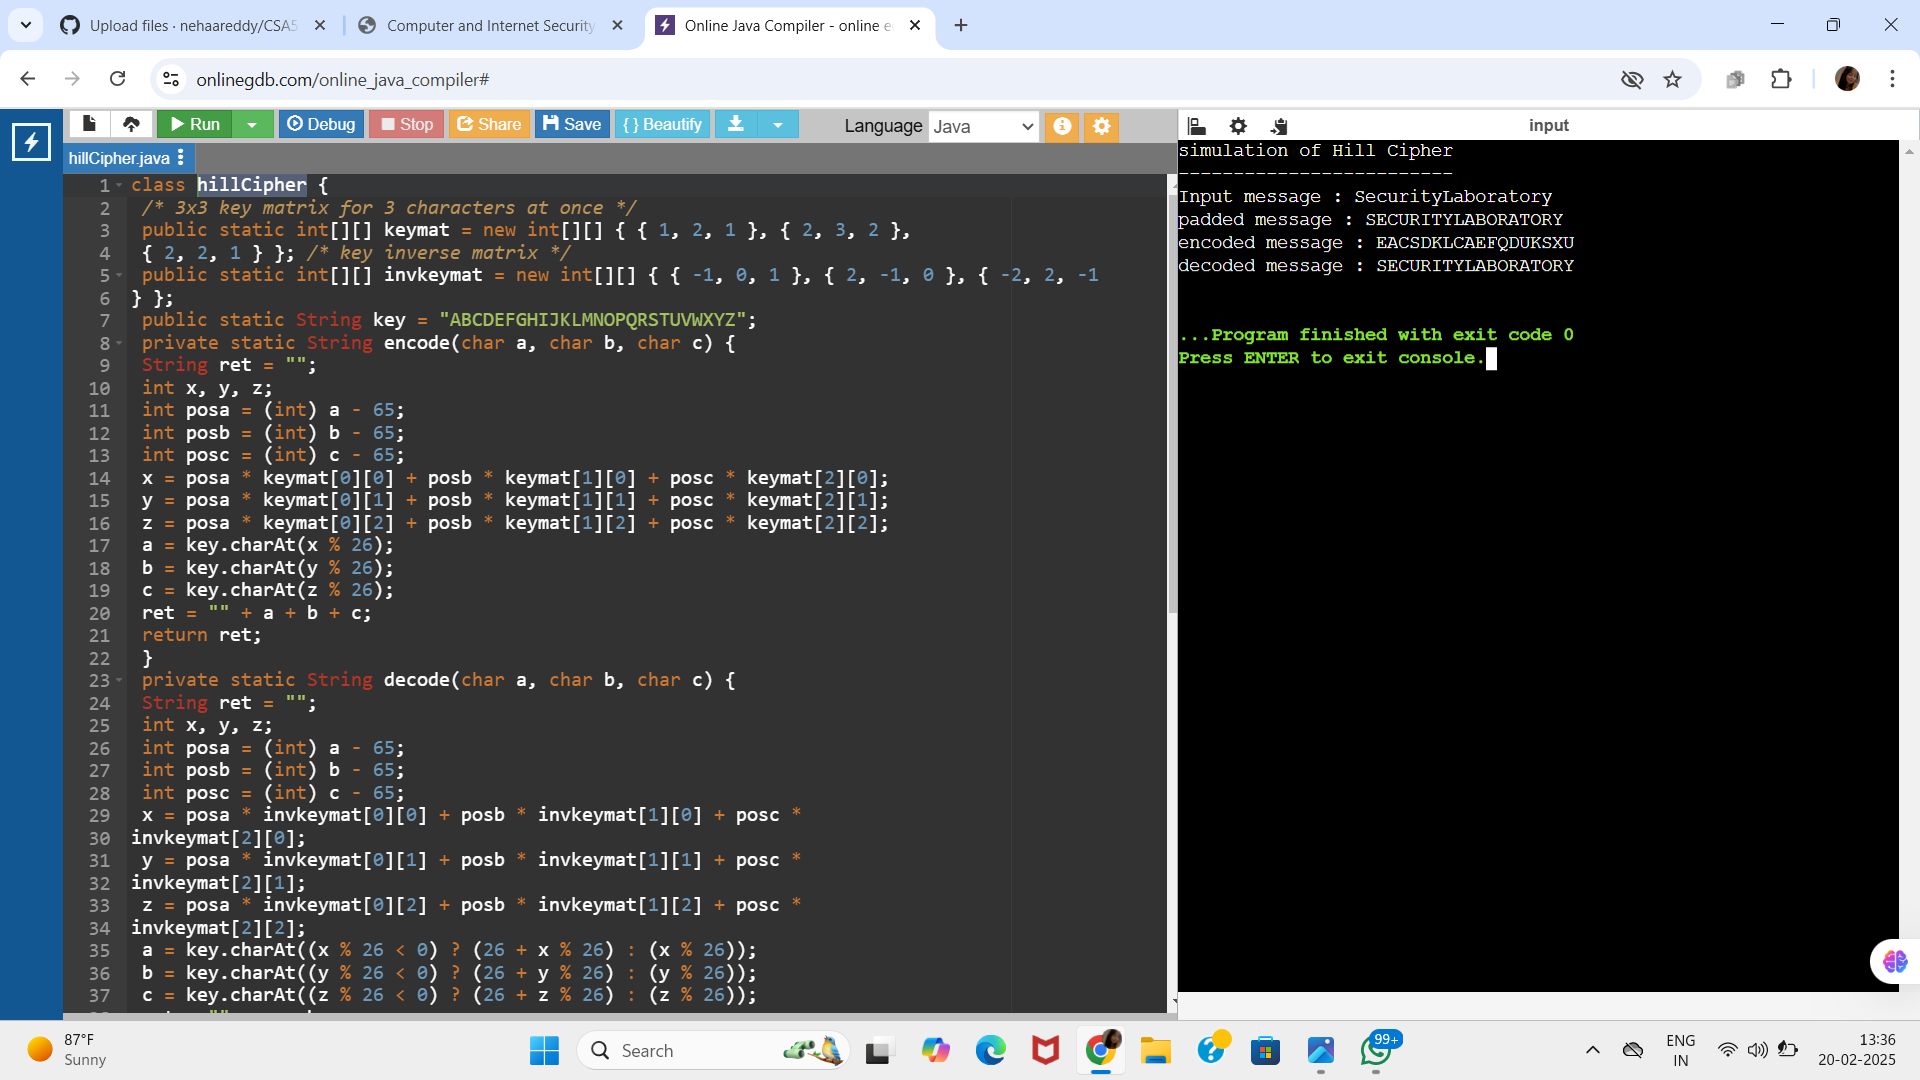 Upload files · nehaareddy/CSA5
Computer and Internet Security
Online Java Compiler - online e
onlinegdb.com/online_java_compiler#
Run Debug Stop Share Save { } Beautify Language Java
input
hillCipher.java
1 class hillCipher {
2 /* 3x3 key matrix for 3 characters at once */
3 public static int[][] keymat = new int[][] { { 1, 2, 1 }, { 2, 3, 2 },
4 { 2, 2, 1 } }; /* key inverse matrix */
5 public static int[][] invkeymat = new int[][] { { -1, 0, 1 }, { 2, -1, 0 }, { -2, 2, -1
6 } };
7 public static String key = "ABCDEFGHIJKLMNOPQRSTUVWXYZ";
8 private static String encode(char a, char b, char c) {
9 String ret = "";
10 int x, y, z;
11 int posa = (int) a - 65;
12 int posb = (int) b - 65;
13 int posc = (int) c - 65;
14 x = posa * keymat[0][0] + posb * keymat[1][0] + posc * keymat[2][0];
15 y = posa * keymat[0][1] + posb * keymat[1][1] + posc * keymat[2][1];
16 z = posa * keymat[0][2] + posb * keymat[1][2] + posc * keymat[2][2];
17 a = key.charAt(x % 26);
18 b = key.charAt(y % 26);
19 c = key.charAt(z % 26);
20 ret = "" + a + b + c;
21 return ret;
22 }
23 private static String decode(char a, char b, char c) {
24 String ret = "";
25 int x, y, z;
26 int posa = (int) a - 65;
27 int posb = (int) b - 65;
28 int posc = (int) c - 65;
29 x = posa * invkeymat[0][0] + posb * invkeymat[1][0] + posc *
30 invkeymat[2][0];
31 y = posa * invkeymat[0][1] + posb * invkeymat[1][1] + posc *
32 invkeymat[2][1];
33 z = posa * invkeymat[0][2] + posb * invkeymat[1][2] + posc *
34 invkeymat[2][2];
35 a = key.charAt((x % 26 < 0) ? (26 + x % 26) : (x % 26));
36 b = key.charAt((y % 26 < 0) ? (26 + y % 26) : (y % 26));
37 c = key.charAt((z % 26 < 0) ? (26 + z % 26) : (z % 26));
simulation of Hill Cipher
-------------------------
Input message : SecurityLaboratory
padded message : SECURITYLABORATORY
encoded message : EACSDKLCAEFQDUKSXU
decoded message : SECURITYLABORATORY
...Program finished with exit code 0
Press ENTER to exit console.
87°F
Sunny
Search
99+
ENG
IN
13:36
20-02-2025